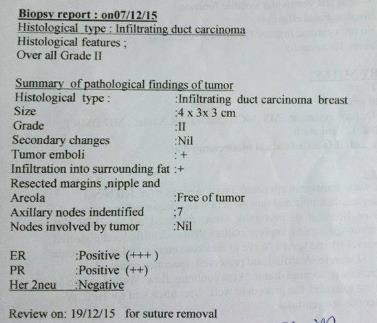 Biopsy report : on07/12/15
Histological type : Infiltrating duct carcinoma
Histological features ;
Over all Grade II
Summary of pathological findings of tumor
Histological type : :Infiltrating duct carcinoma breast
Size :4 x 3x 3 cm
Grade :II
Secondary changes :Nil
Tumor emboli : +
Infiltration into surrounding fat :+
Resected margins ,nipple and
Areola :Free of tumor
Axillary nodes indentified ;7
Nodes involved by tumor :Nil
ER :Positive (+++ )
PR :Positive (++)
Her 2neu :Negative
Review on: 19/12/15 for suture removal